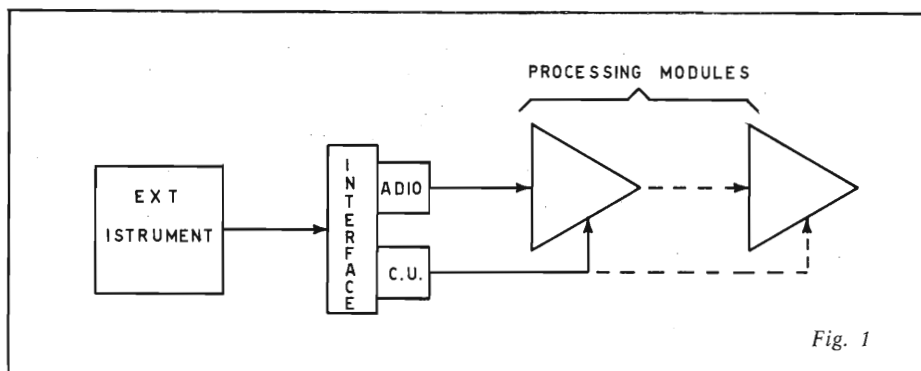 PROCESSING MODULES
EXT
ISTRUMENT
INTERFACE
ADIO
C.U.
Fig. 1